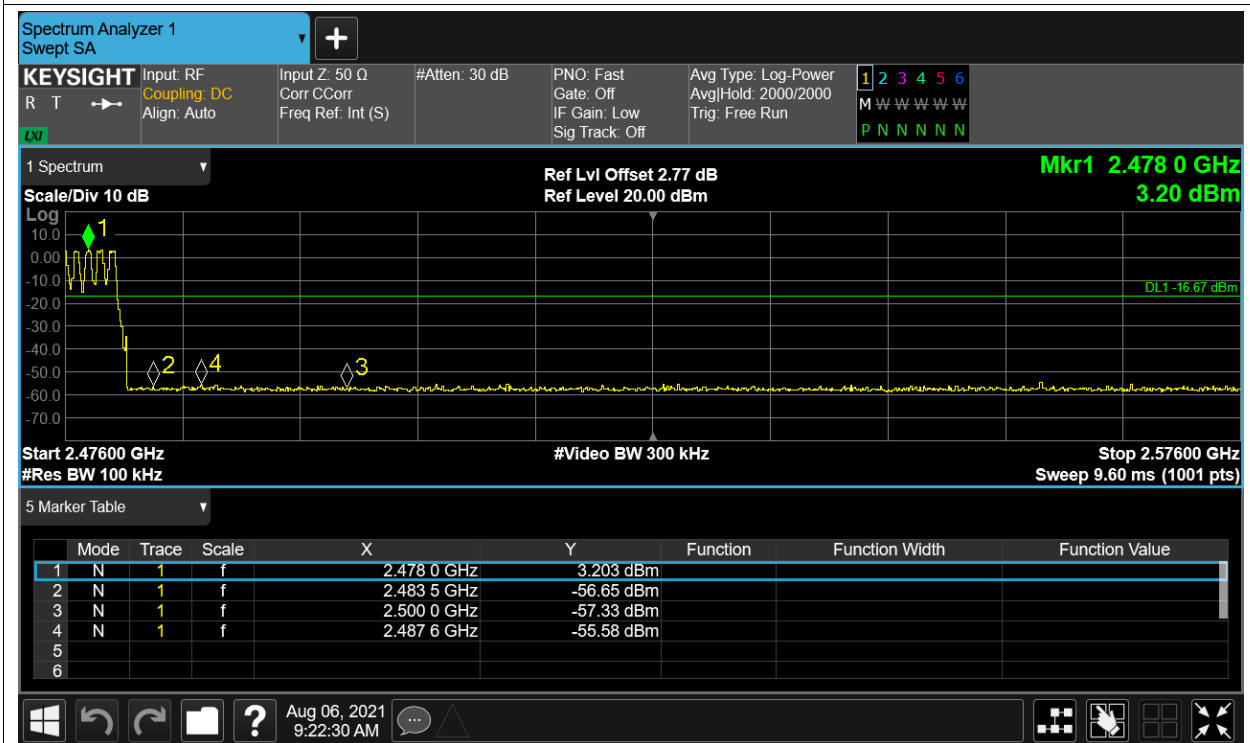 Spectrum Analyzer 1
Swept SA
+
KEYSIGHT Input: RF Input Z: 50 Ω #Atten: 30 dB PNO: Fast Avg Type: Log-Power 1 2 3 4 5 6
R T Coupling: DC Corr CCorr Gate: Off Avg|Hold: 2000/2000 M W W W W W
Align: Auto Freq Ref: Int (S) IF Gain: Low Trig: Free Run
LXI Sig Track: Off P N N N N N
1 Spectrum Ref Lvl Offset 2.77 dB Mkr1 2.478 0 GHz
Scale/Div 10 dB Ref Level 20.00 dBm 3.20 dBm
Log
10.0 1
0.00
-10.0
DL1 -16.67 dBm
-20.0
-30.0
-40.0
2 4 3
-50.0
-60.0
-70.0
Start 2.47600 GHz #Video BW 300 kHz Stop 2.57600 GHz
#Res BW 100 kHz Sweep 9.60 ms (1001 pts)
5 Marker Table
Mode Trace Scale X Y Function Function Width Function Value
1 N 1 f 2.478 0 GHz 3.203 dBm
2 N 1 f 2.483 5 GHz -56.65 dBm
3 N 1 f 2.500 0 GHz -57.33 dBm
4 N 1 f 2.487 6 GHz -55.58 dBm
5
6
? Aug 06, 2021
9:22:30 AM